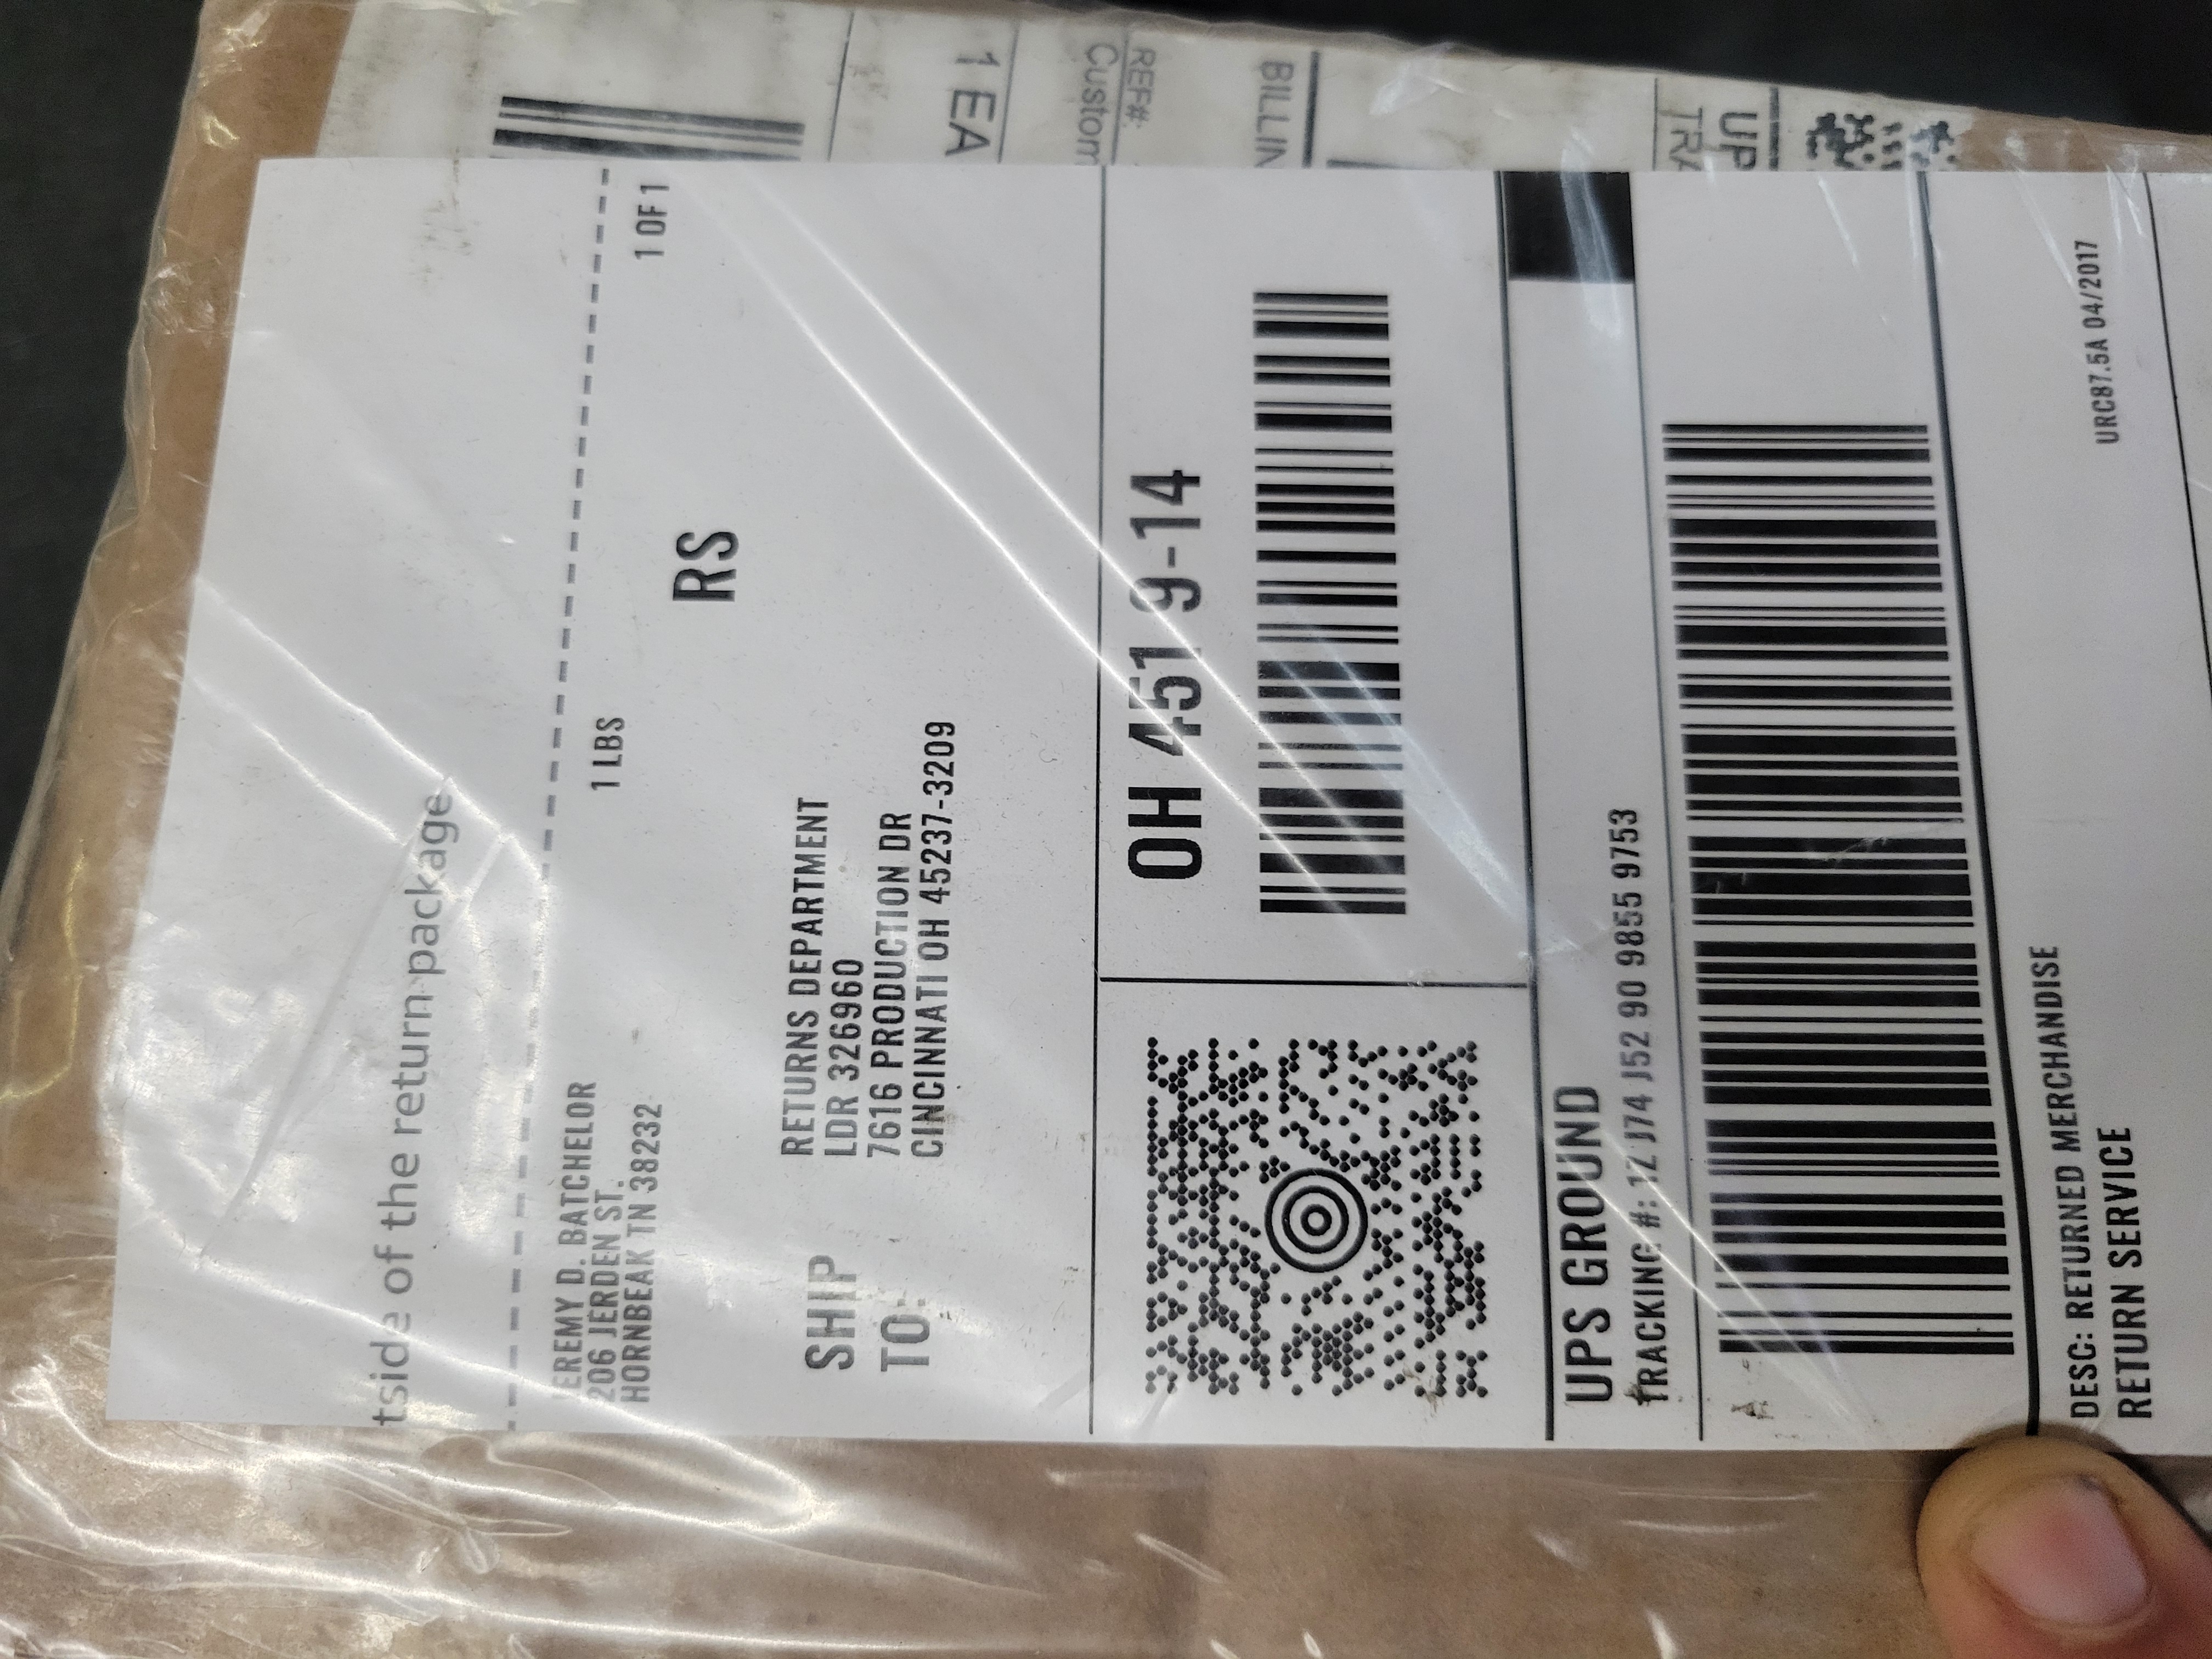 tside of the return package
1 OF 1
1 LBS
JEREMY D. BATCHELOR
206 JERDEN ST.
HORNBEAK TN 38232
RS
SHIP
TO:
RETURNS DEPARTMENT
LDR 3326960
7616 PRODUCTION DR
CINCINNATI OH 45237-3209
OH 451 9-14
UPS GROUND
TRACKING #: 1Z J74 J52 90 9855 9753
DESC: RETURNED MERCHANDISE
RETURN SERVICE
URC87.5A 04/2017
1 EA
REF#:
Custom
BILLIN
UP
TRA